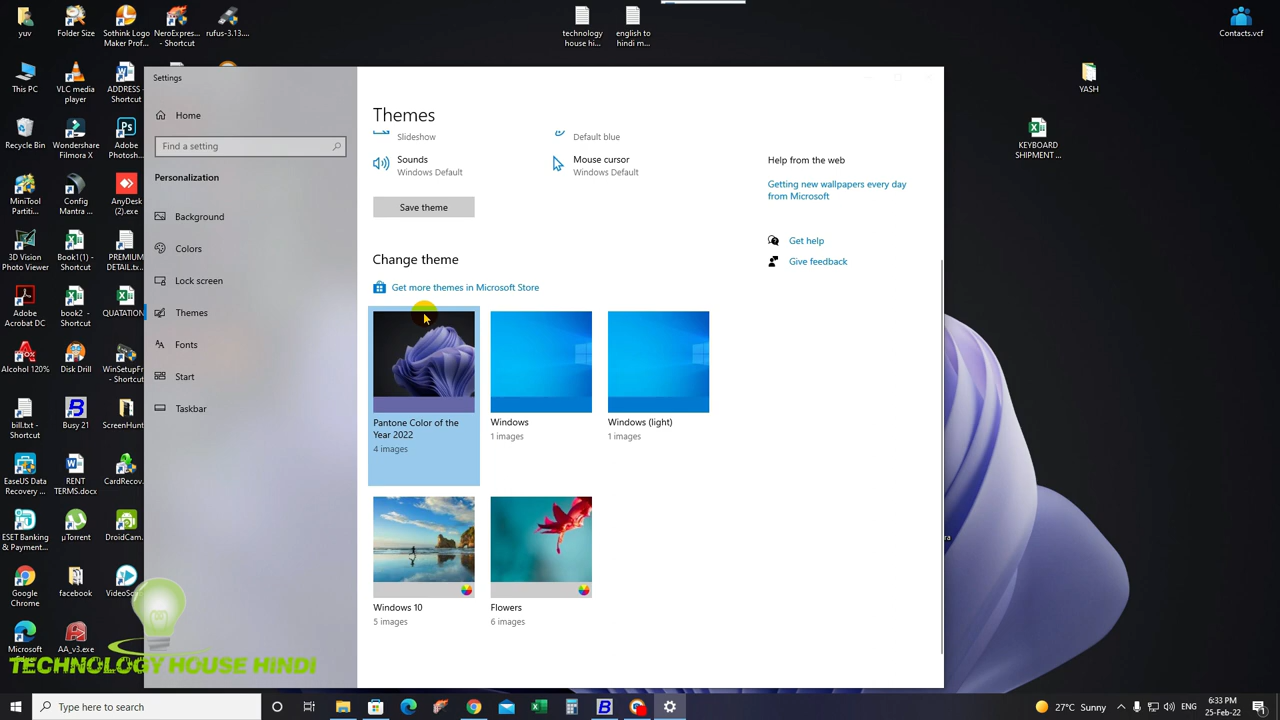 yuv
Folder Size
Sothink Logo
Maker Prof...
NeroExpres...
- Shortcut
rufus-3.13...
technology
house hi...
english to
hindi m...
Contacts.vcf
This PC
VLC media
player
ADDRESS
Shortcut
YASH
Recycle Bin
Wondershare
Filmora X
Adobe
Photosh...
KEYBOARD
SHIPMENT ...
MiniTool
Partiti...
Config
Mantra ...
AnyDesk
(2).exe
3D Vision
Photo Viewer
Book1(1) -
Shortcut
PREMIUM
DETAIL.tx...
Adobe
Acrobat DC
book2 -
Shortcut
QUATATION
Alcohol 120%
Disk Drill
WinSetupFr...
- Shortcut
bill.txt -
Shortcut
Busy 21
ScreenHunt...
EaseUS Data
Recovery ...
RENT
TERMS.docx
CardRecov...
ESET Banking
& Paymen...
µTorrent
DroidCam...
Google
Chrome
facebook
VideoSco...
Microsoft
AA_v3.exe
Settings
Home
Find a setting
Personalization
Background
Colors
Lock screen
Themes
Fonts
Start
Taskbar
Themes
Slideshow
Default blue
Sounds
Windows Default
Mouse cursor
Windows Default
Save theme
Change theme
Get more themes in Microsoft Store
Pantone Color of the
Year 2022
4 images
Windows
1 images
Windows (light)
1 images
Windows 10
5 images
Flowers
6 images
Help from the web
Getting new wallpapers every day
from Microsoft
Get help
Give feedback
TECHNOLOGY HOUSE HINDI
Type here to search
27°C Sunny
ENG
6:33 PM
25-Feb-22